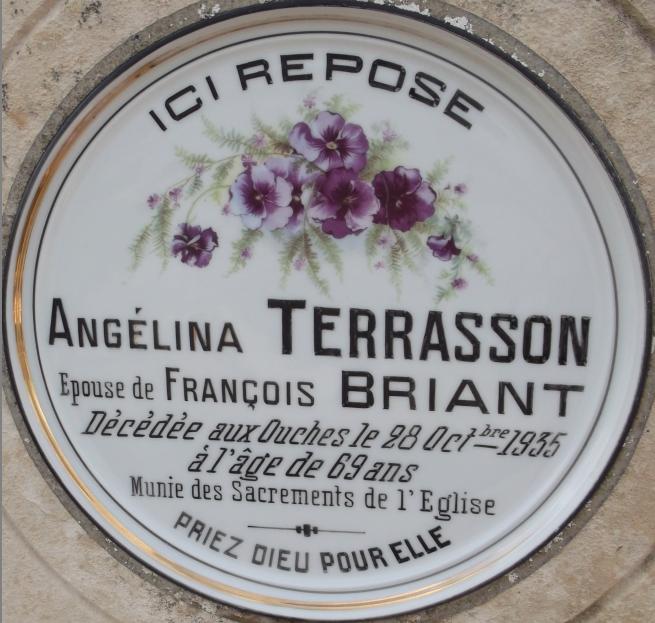 ICI REPOSE
ANGÉLINA TERRASSON
Epouse de FRANÇOIS BRIANT
Décédée aux Ouches le 28 Octbre 1935
à l'âge de 69 ans
Munie des Sacrements de l'Eglise
PRIEZ DIEU POUR ELLE